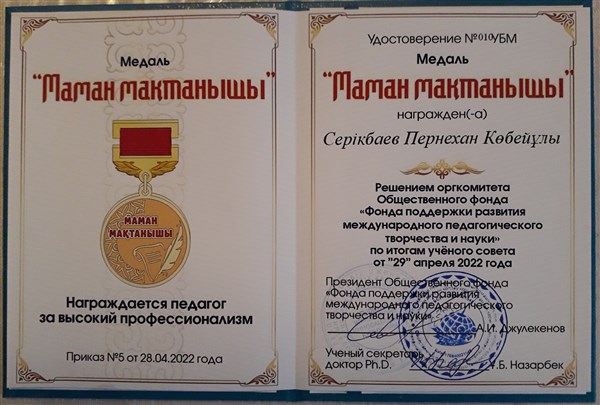 Медаль
"Маман мақтанышы"
МАМАН
МАҚТАНЫШЫ
Награждается педагог
за высокий профессионализм
Приказ №5 от 28.04.2022 года
Удостоверение №010УБМ
Медаль
"Маман мақтанышы"
награжден(-а)
Серікбаев Пернехан Көбейұлы
Решением оргкомитета
Общественного фонда
«Фонда поддержки развития
международного педагогического
творчества и науки»
по итогам учёного совета
от "29" апреля 2022 года
Президент Общественного фонда
«Фонда поддержки развития
международного педагогического
творчества и науки»
А.И. Джулекенов
Ученый секретарь
доктор Ph.D.
У.Б. Назарбек